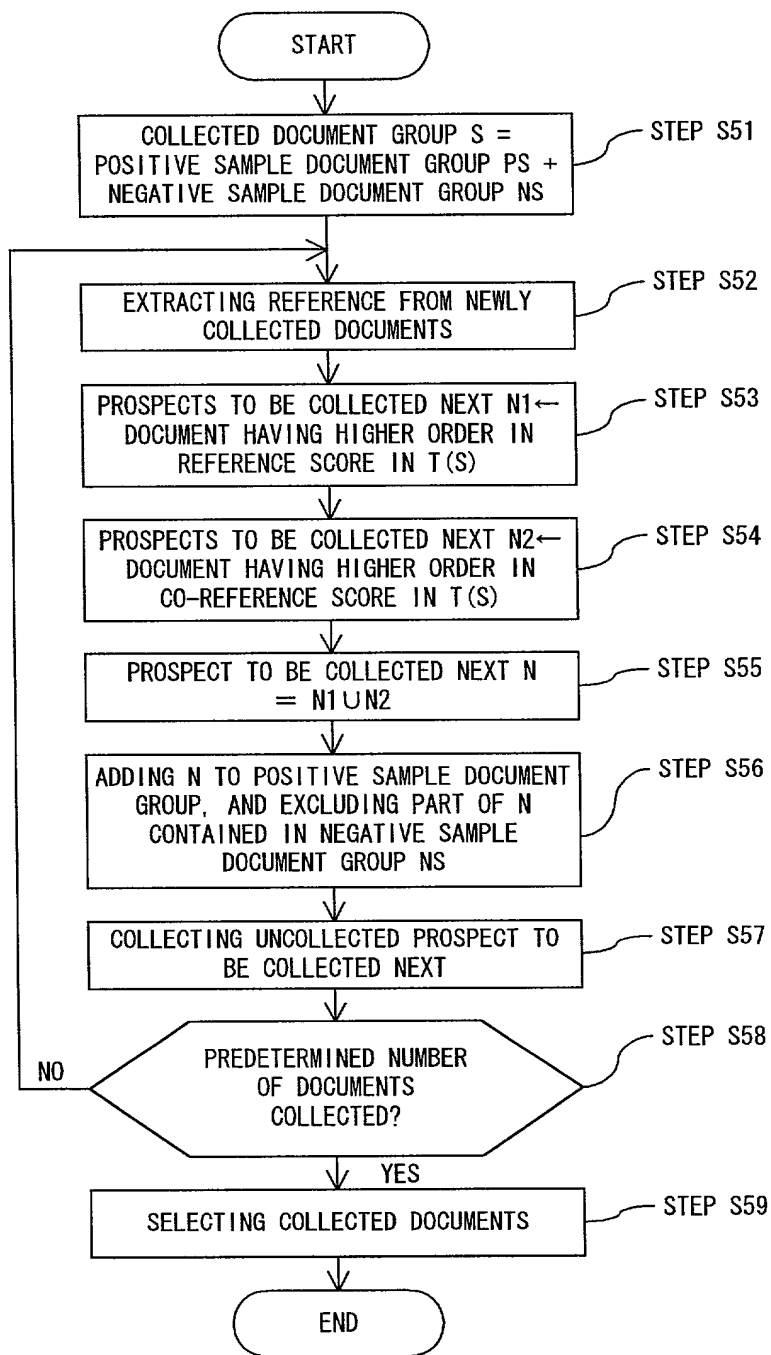 START
COLLECTED DOCUMENT GROUP S =
POSITIVE SAMPLE DOCUMENT GROUP PS +
NEGATIVE SAMPLE DOCUMENT GROUP NS
STEP S51
EXTRACTING REFERENCE FROM NEWLY
COLLECTED DOCUMENTS
STEP S52
PROSPECTS TO BE COLLECTED NEXT N1←
DOCUMENT HAVING HIGHER ORDER IN
REFERENCE SCORE IN T(S)
STEP S53
PROSPECTS TO BE COLLECTED NEXT N2←
DOCUMENT HAVING HIGHER ORDER IN
CO-REFERENCE SCORE IN T(S)
STEP S54
PROSPECT TO BE COLLECTED NEXT N
= N1∪N2
STEP S55
ADDING N TO POSITIVE SAMPLE DOCUMENT
GROUP, AND EXCLUDING PART OF N
CONTAINED IN NEGATIVE SAMPLE
DOCUMENT GROUP NS
STEP S56
COLLECTING UNCOLLECTED PROSPECT TO
BE COLLECTED NEXT
STEP S57
PREDETERMINED NUMBER
OF DOCUMENTS
COLLECTED?
STEP S58
NO
YES
SELECTING COLLECTED DOCUMENTS
STEP S59
END